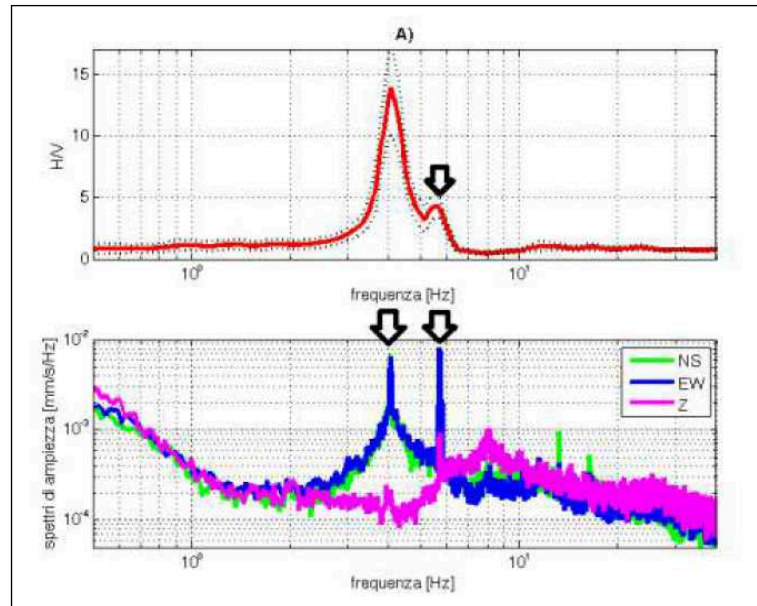 A)
15
10
5
0
H/V
10⁰
10¹
frequenza [Hz]
10⁻²
10⁻³
10⁻⁴
spettri di ampiezza [mm/s/Hz]
NS
EW
Z
10⁰
10¹
frequenza [Hz]